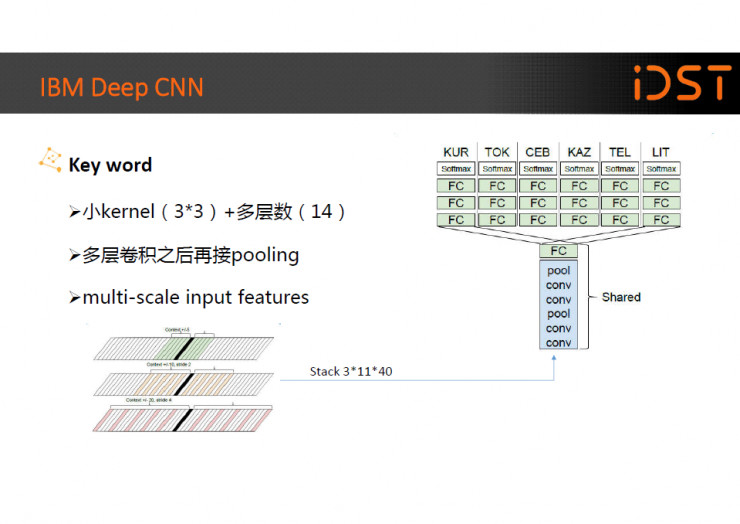 IBM Deep CNN
iDST
Key word
➢小kernel（3*3）+多层数（14）
➢多层卷积之后再接pooling
➢multi-scale input features
KUR TOK CEB KAZ TEL LIT
Softmax Softmax Softmax Softmax Softmax Softmax
FC FC FC FC FC FC
FC FC FC FC FC FC
FC FC FC FC FC FC
FC
pool
conv
conv
pool
conv
conv
Shared
Context +/-5
Context +/-10, stride 2
Context +/- 20, stride 4
Stack 3*11*40